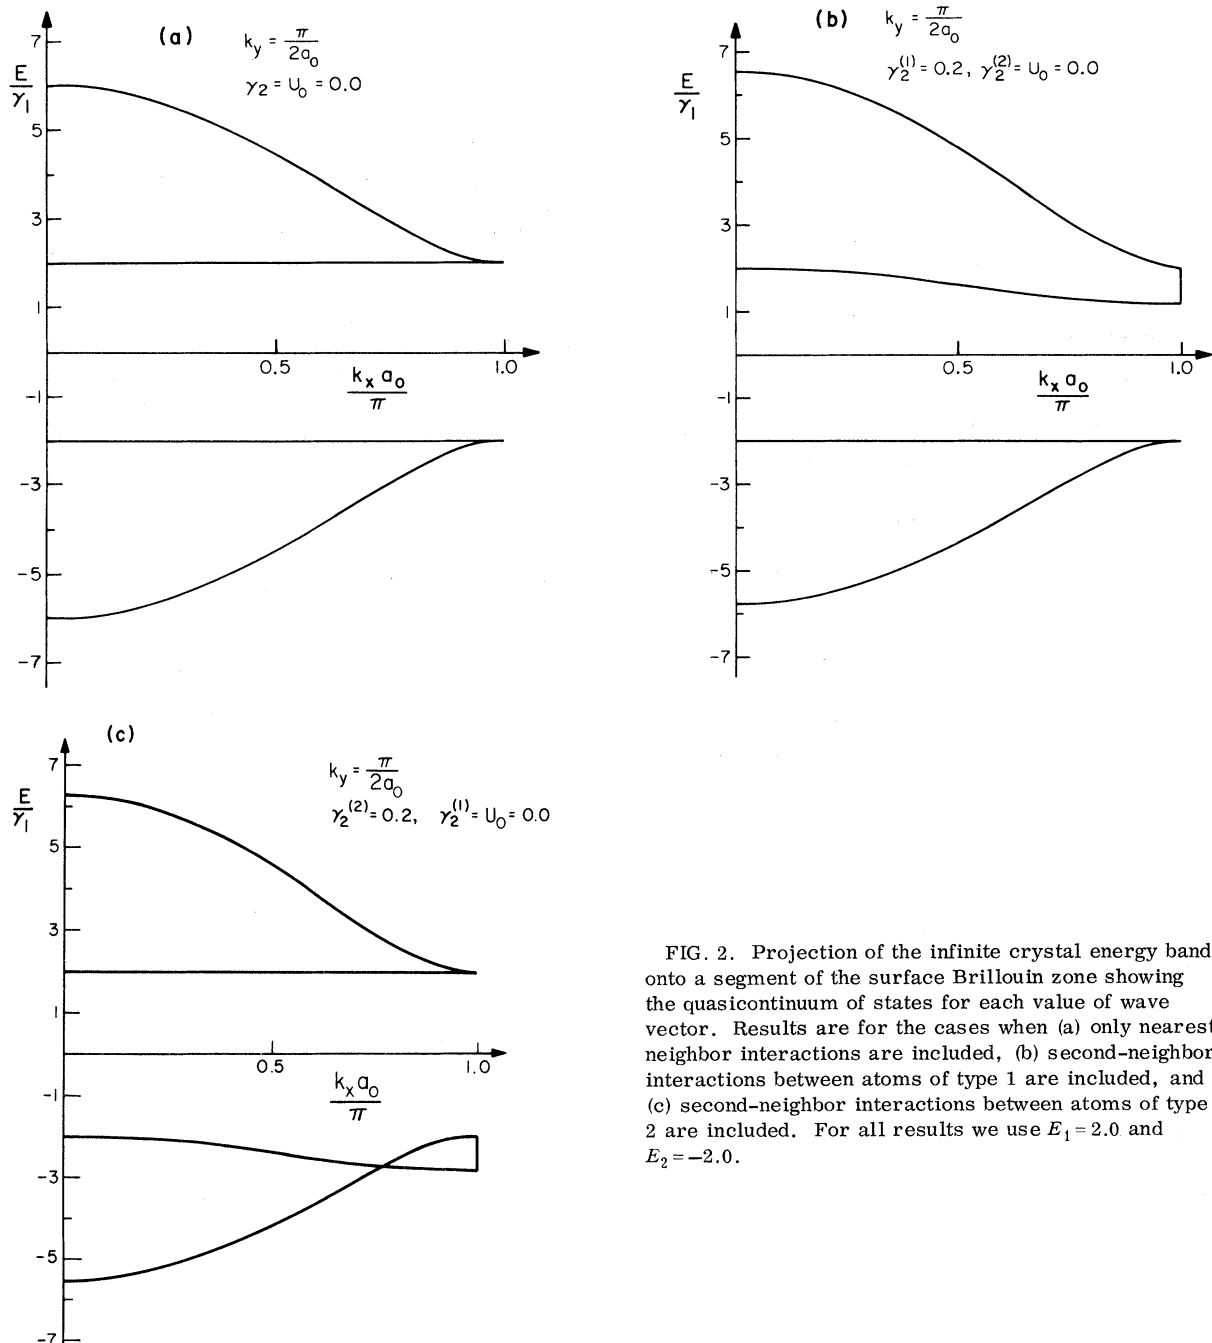 (a)
k_y = π/2a_0
γ_2 = U_0 = 0.0
E/γ_1
7
5
3
1
-1
-3
-5
-7
0.5
1.0
k_x a_0/π
(b)
k_y = π/2a_0
γ_2^(1) = 0.2, γ_2^(2) = U_0 = 0.0
E/γ_1
7
5
3
1
-1
-3
-5
-7
0.5
1.0
k_x a_0/π
(c)
k_y = π/2a_0
γ_2^(2) = 0.2, γ_2^(1) = U_0 = 0.0
E/γ_1
7
5
3
1
-1
-3
-5
-7
0.5
1.0
k_x a_0/π
FIG. 2. Projection of the infinite crystal energy band
onto a segment of the surface Brillouin zone showing
the quasicontinuum of states for each value of wave
vector. Results are for the cases when (a) only nearest
neighbor interactions are included, (b) second-neighbor
interactions between atoms of type 1 are included, and
(c) second-neighbor interactions between atoms of type
2 are included. For all results we use E_1 = 2.0 and
E_2 = -2.0.